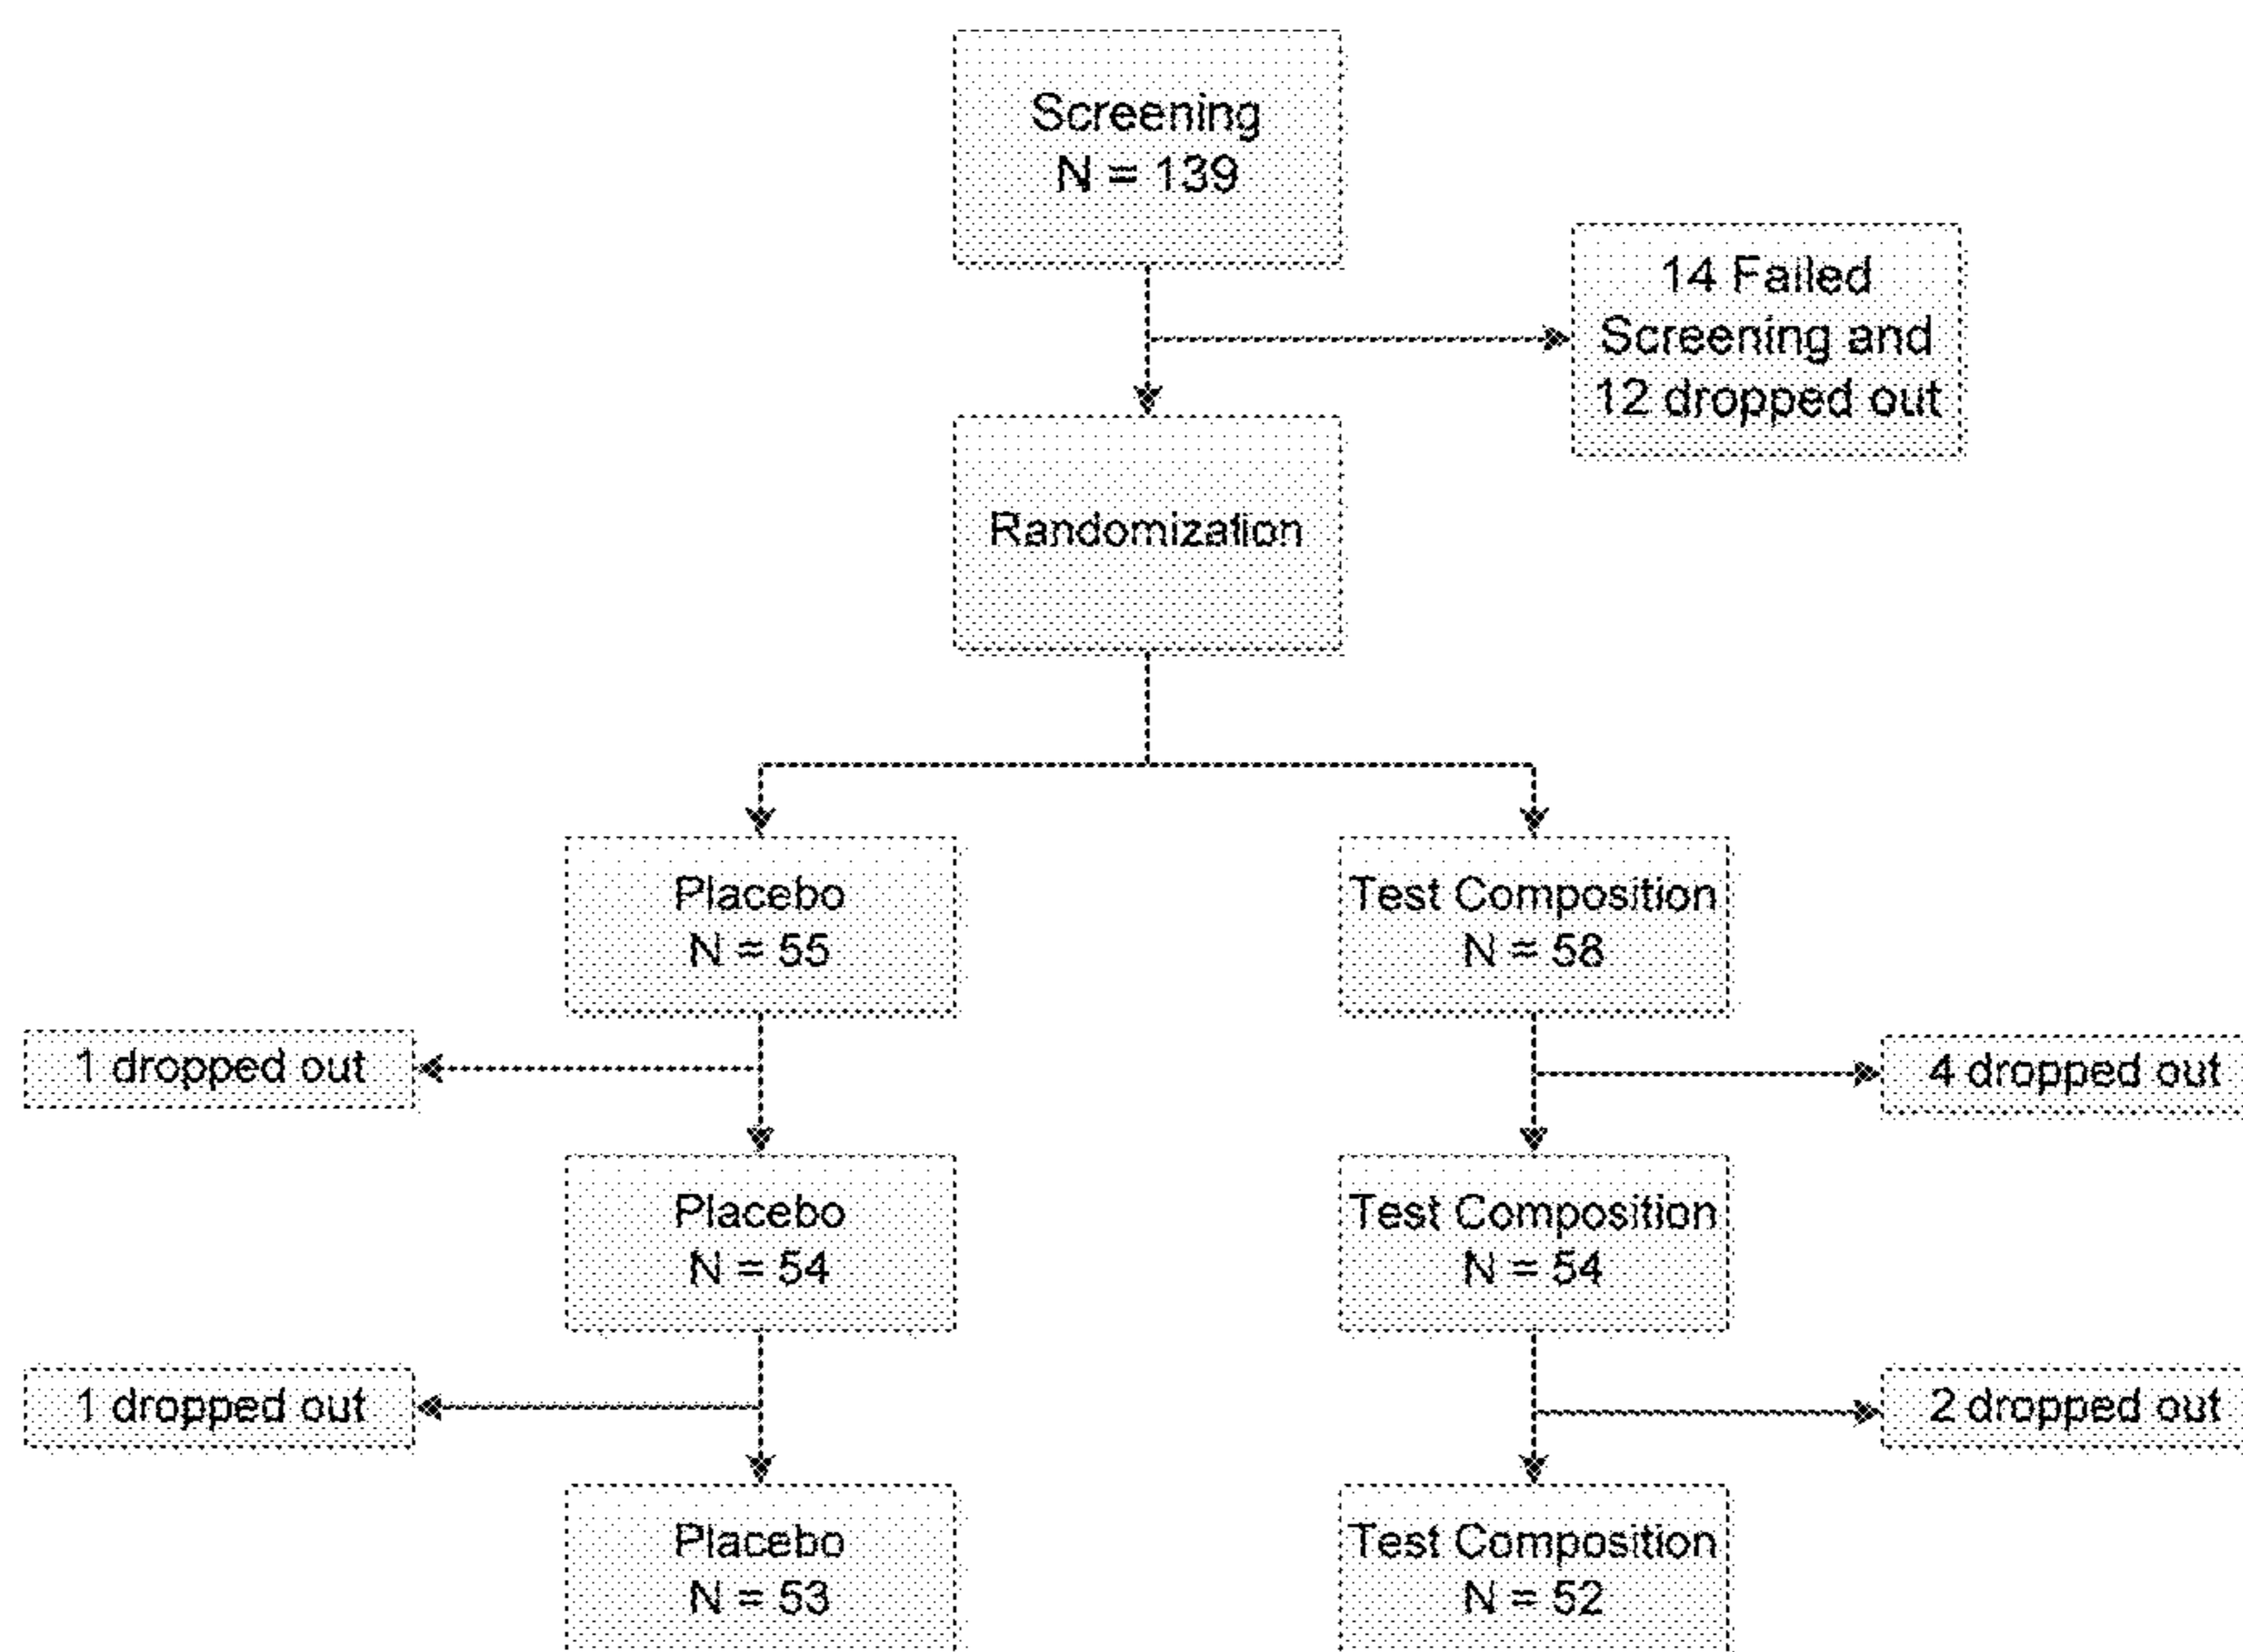 Screening
N = 139
14 Failed
Screening and
12 dropped out
Randomization
Placebo
N = 55
Test Composition
N = 58
1 dropped out
4 dropped out
Placebo
N = 54
Test Composition
N = 54
1 dropped out
2 dropped out
Placebo
N = 53
Test Composition
N = 52